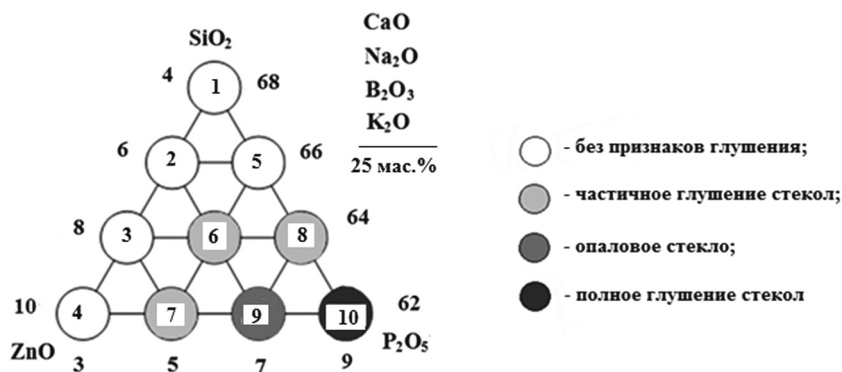 SiO2
4 1 68
CaO
Na2O
B2O3
K2O
25 мас.%
6 2 5 66
8 3 6 8 64
10 4 7 9 10 62
ZnO 3 5 7 9 P2O5
- без признаков глушения;
- частичное глушение стекол;
- опаловое стекло;
- полное глушение стекол